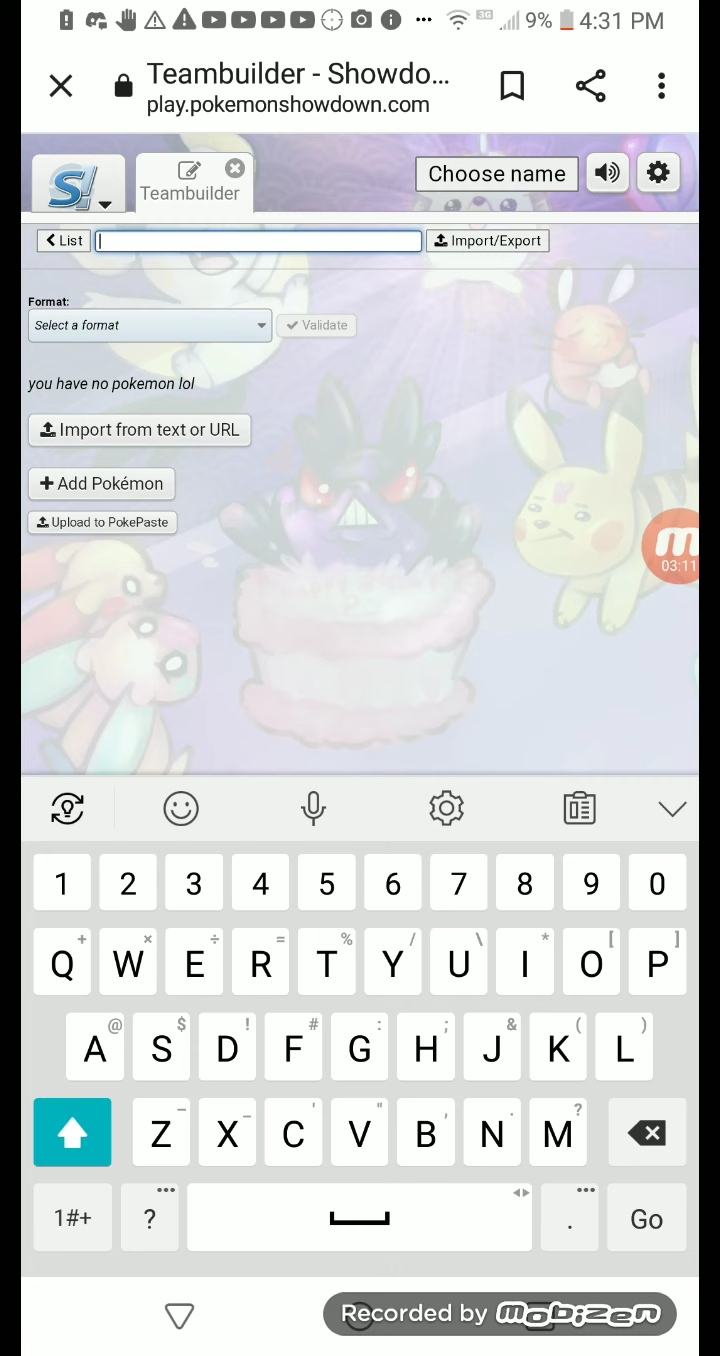 3G 9% 4:31 PM
Teambuilder - Showdo...
play.pokemonshowdown.com
S!
Teambuilder
Choose name
List
Import/Export
Format:
Select a format
Validate
you have no pokemon lol
Import from text or URL
+ Add Pokémon
Upload to PokePaste
m
03:11
1 2 3 4 5 6 7 8 9 0
+ × ÷ = % / \ * [ ]
Q W E R T Y U I O P
@ $ ! # : ; & ( )
A S D F G H J K L
- _ ' " , . ?
Z X C V B N M
1#+ ? . Go
Recorded by mobizen